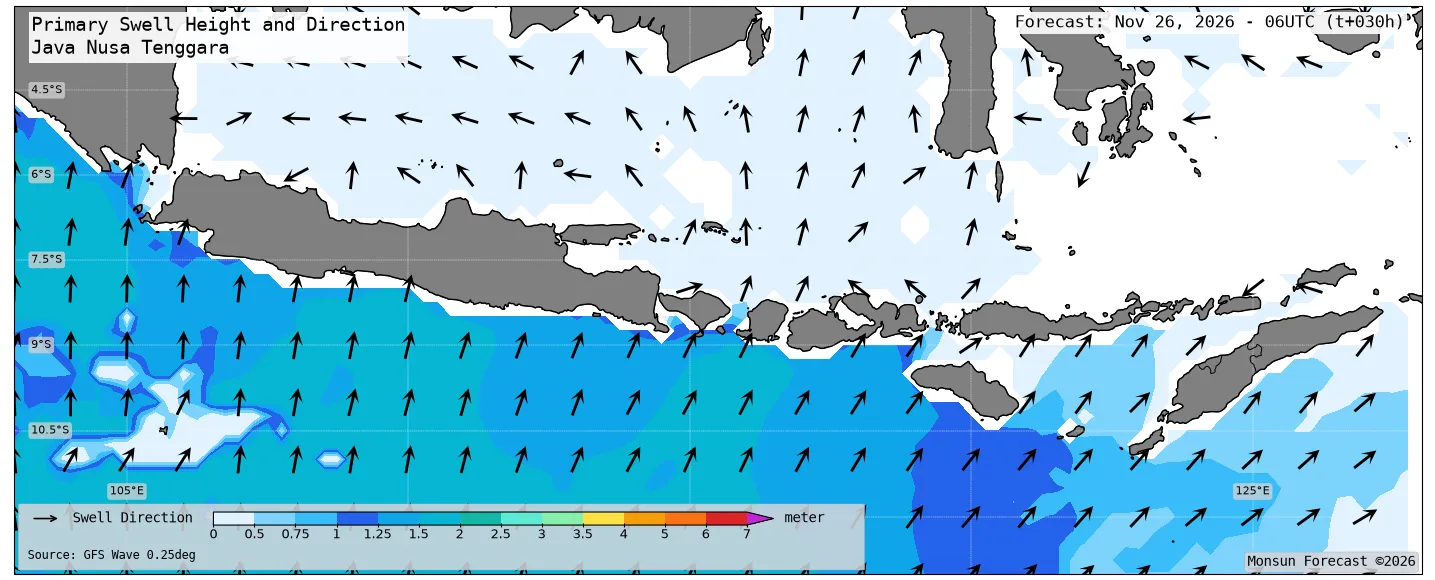 Primary Swell Height and Direction
Java Nusa Tenggara
Forecast: Nov 26, 2026 - 06UTC (t+030h)
4.5°S
6°S
7.5°S
9°S
10.5°S
105°E
125°E
Swell Direction
0 0.5 0.75 1 1.25 1.5 2 2.5 3 3.5 4 5 6 7
meter
Source: GFS Wave 0.25deg
Monsun Forecast ©2026